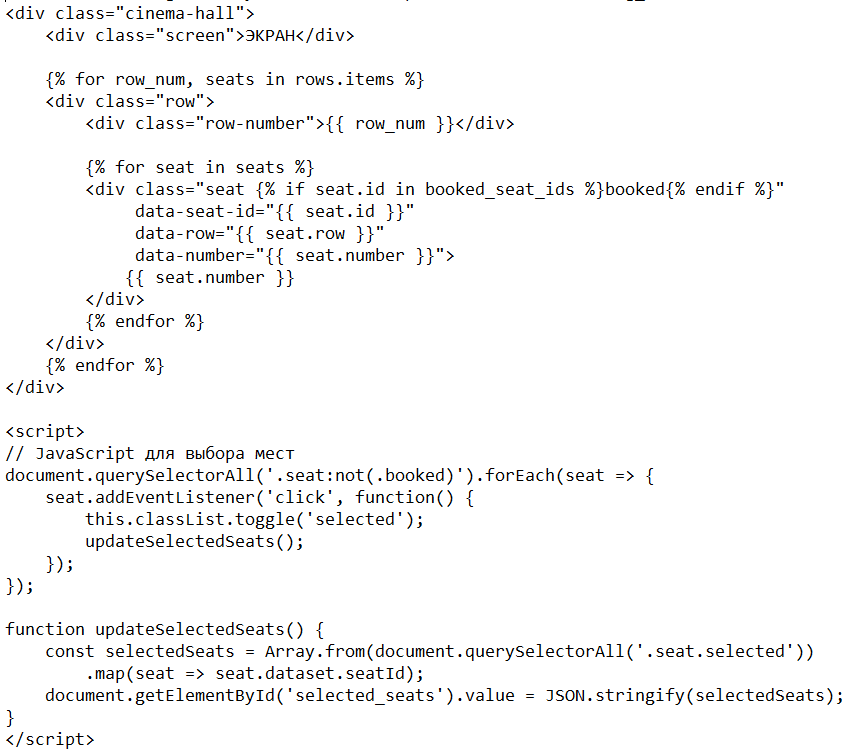 <div class="cinema-hall">
    <div class="screen">ЭКРАН</div>

    {% for row_num, seats in rows.items %}
    <div class="row">
        <div class="row-number">{{ row_num }}</div>

        {% for seat in seats %}
        <div class="seat {% if seat.id in booked_seat_ids %}booked{% endif %}"
             data-seat-id="{{ seat.id }}"
             data-row="{{ seat.row }}"
             data-number="{{ seat.number }}">
            {{ seat.number }}
        </div>
        {% endfor %}
    </div>
    {% endfor %}
</div>

<script>
// JavaScript для выбора мест
document.querySelectorAll('.seat:not(.booked)').forEach(seat => {
    seat.addEventListener('click', function() {
        this.classList.toggle('selected');
        updateSelectedSeats();
    });
});

function updateSelectedSeats() {
    const selectedSeats = Array.from(document.querySelectorAll('.seat.selected'))
        .map(seat => seat.dataset.seatId);
    document.getElementById('selected_seats').value = JSON.stringify(selectedSeats);
}
</script>